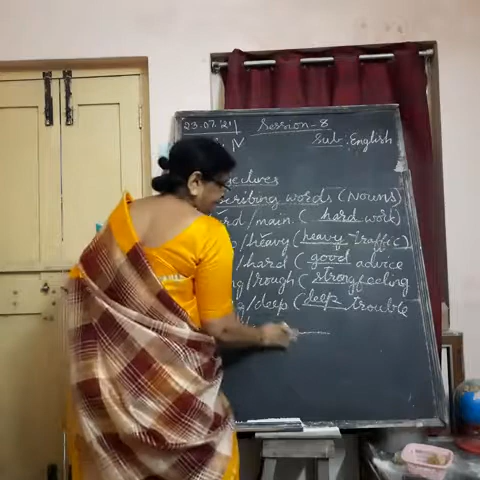 23.07.21 Session-8
IV Sub: English
jectives
scribing words (Nouns)
rd/main. ( hard work)
/heavy (heavy traffic)
/hard ( good advice
g/rough ( strong feeling
g/deep (deep trouble